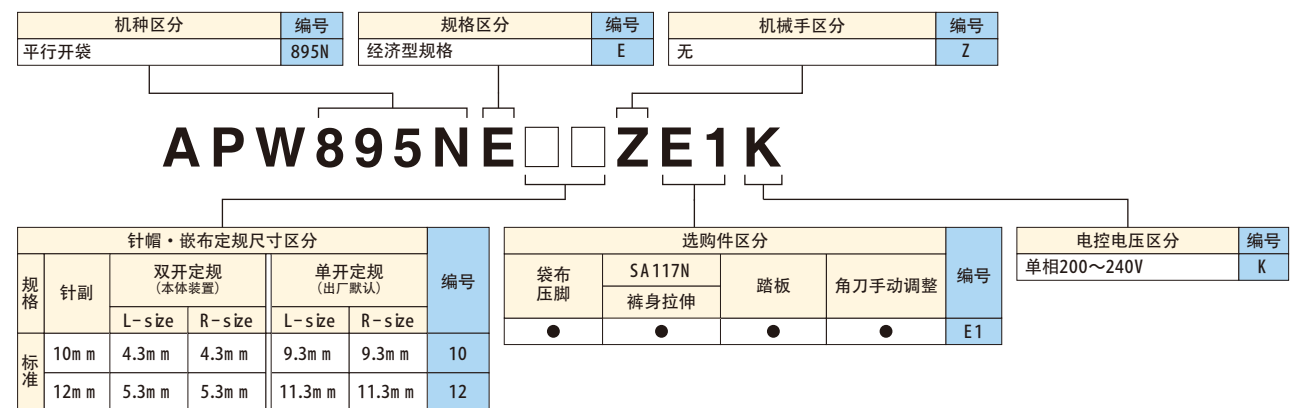 机种区分 编号
平行开袋 895N
规格区分 编号
经济型规格 E
机械手区分 编号
无 Z
APW895NE□□ZE1K
针帽・嵌布定规尺寸区分 编号
规格 针副 双开定规 (本体装置) 单开定规 (出厂默认)
L-size R-size L-size R-size
标准 10mm 4.3mm 4.3mm 9.3mm 9.3mm 10
12mm 5.3mm 5.3mm 11.3mm 11.3mm 12
选购件区分 编号
袋布压脚 SA117N 裤身拉伸 踏板 角刀手动调整
● ● ● ● E1
电控电压区分 编号
单相200～240V K